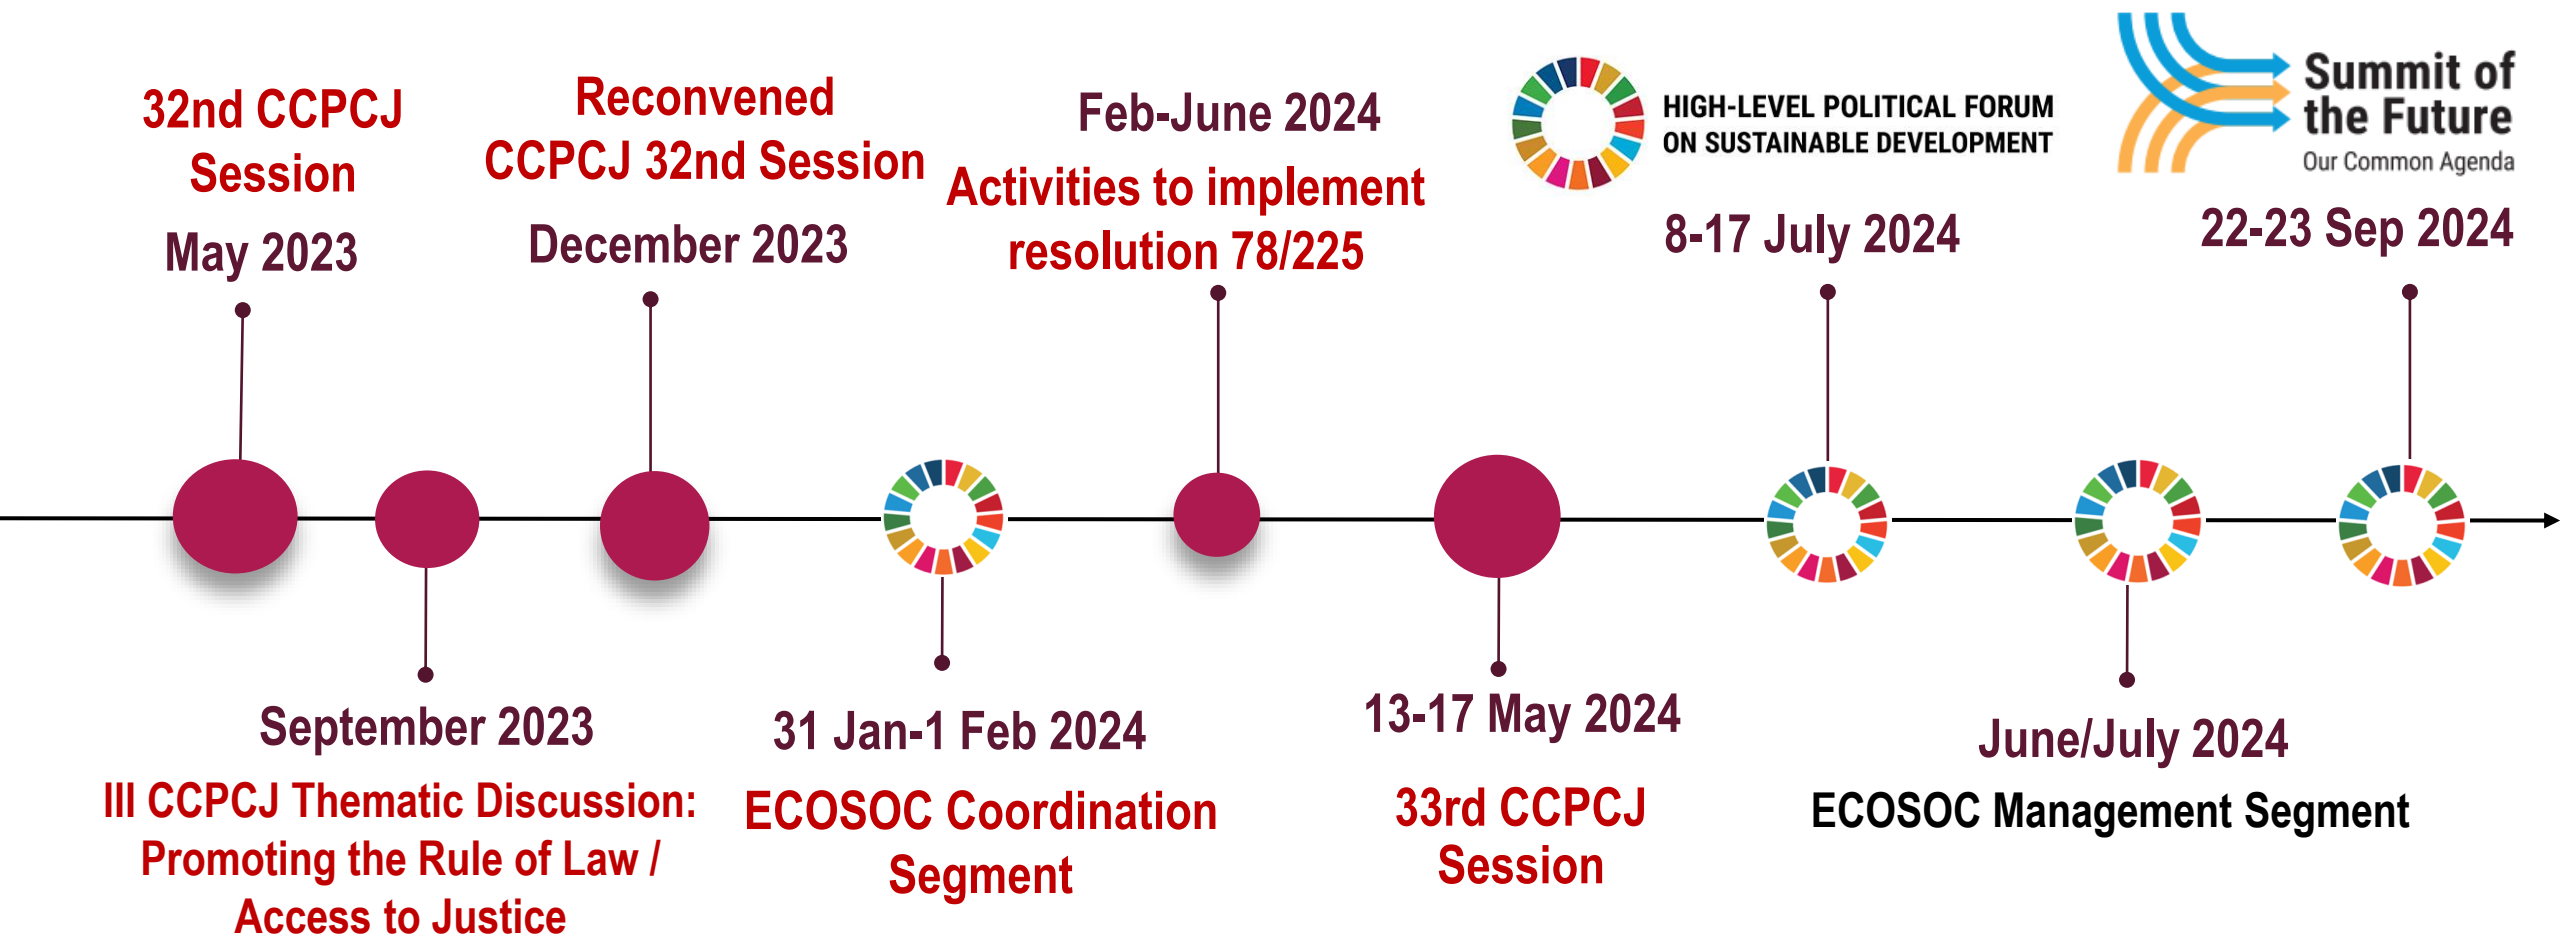 32nd CCPCJ
Session
May 2023
Reconvened
CCPCJ 32nd Session
December 2023
Feb-June 2024
Activities to implement
resolution 78/225
HIGH-LEVEL POLITICAL FORUM
ON SUSTAINABLE DEVELOPMENT
8-17 July 2024
Summit of
the Future
Our Common Agenda
22-23 Sep 2024
September 2023
III CCPCJ Thematic Discussion:
Promoting the Rule of Law /
Access to Justice
31 Jan-1 Feb 2024
ECOSOC Coordination
Segment
13-17 May 2024
33rd CCPCJ
Session
June/July 2024
ECOSOC Management Segment